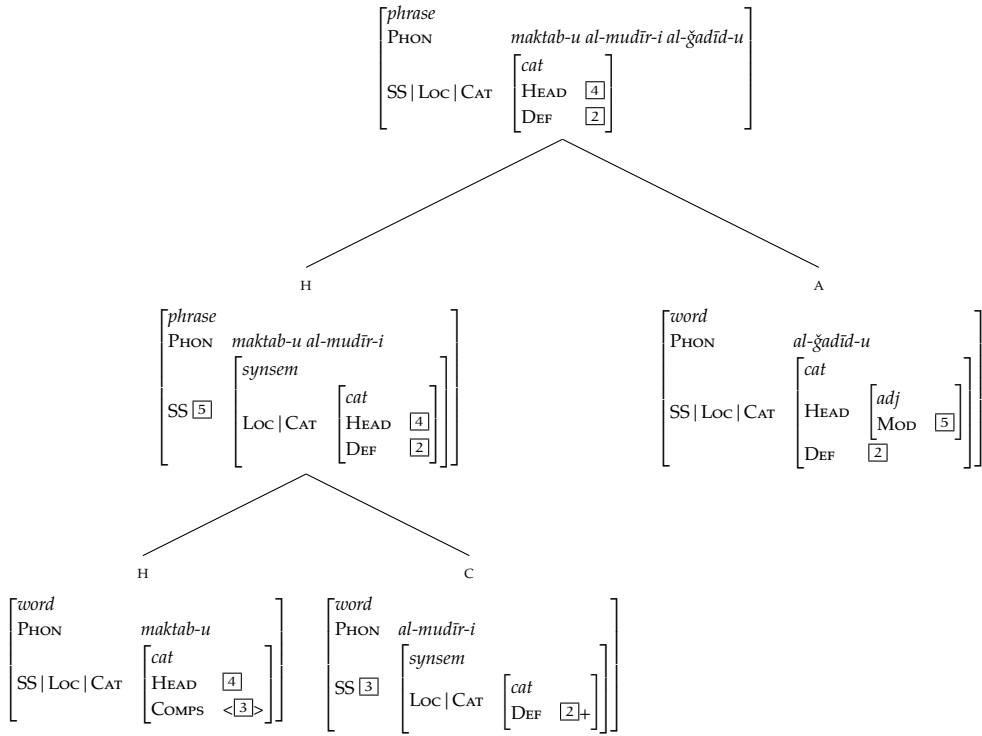 phrase
PHON maktab-u al-mudīr-i al-ǧadīd-u
SS|LOC|CAT
cat
HEAD 4
DEF 2
H
A
phrase
PHON maktab-u al-mudīr-i
SS 5
synsem
LOC|CAT
cat
HEAD 4
DEF 2
word
PHON al-ǧadīd-u
SS|LOC|CAT
cat
HEAD
adj
MOD 5
DEF 2
H
C
word
PHON maktab-u
SS|LOC|CAT
cat
HEAD 4
COMPS <3>
word
PHON al-mudīr-i
SS 3
synsem
LOC|CAT
cat
DEF 2+